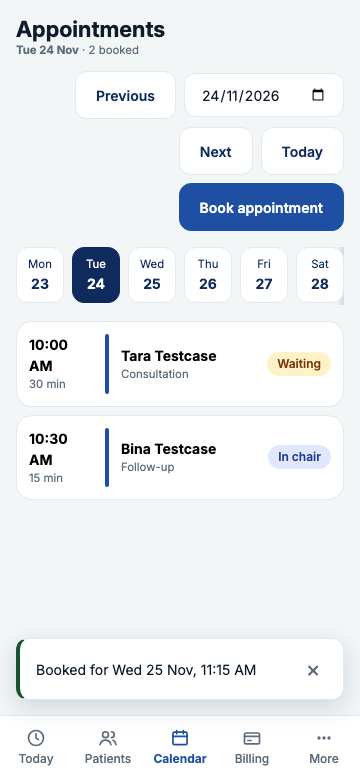 Appointments
Tue 24 Nov · 2 booked
Previous
24/11/2026
Next
Today
Book appointment
Mon
23
Tue
24
Wed
25
Thu
26
Fri
27
Sat
28
10:00
AM
30 min
Tara Testcase
Consultation
Waiting
10:30
AM
15 min
Bina Testcase
Follow-up
In chair
Booked for Wed 25 Nov, 11:15 AM
Today
Patients
Calendar
Billing
More